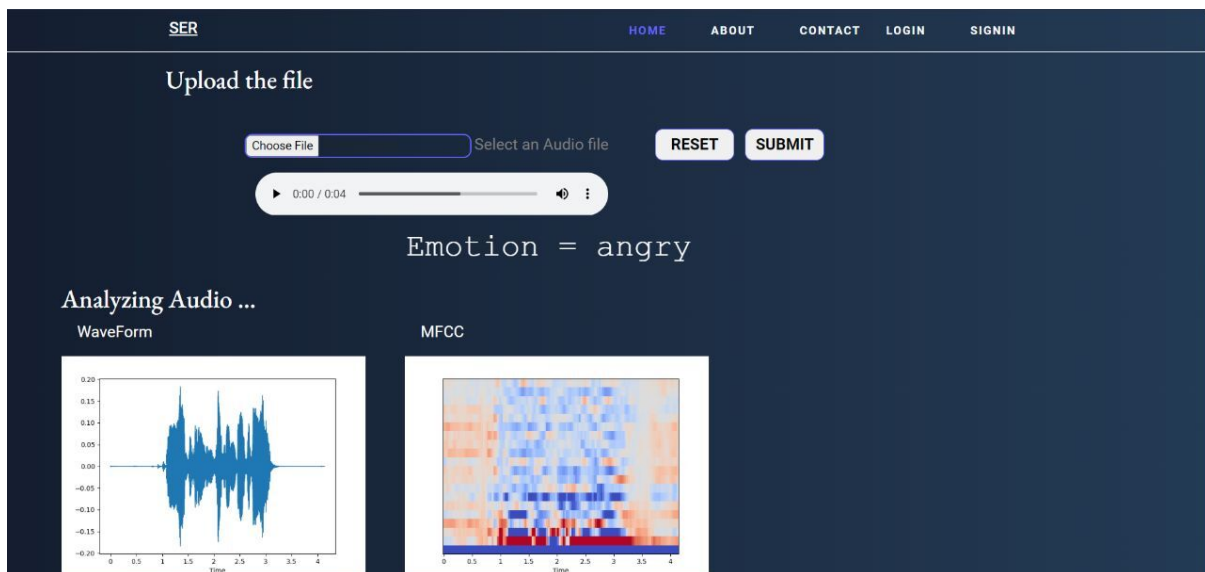 SER HOME ABOUT CONTACT LOGIN SIGNIN
Upload the file
Choose File Select an Audio file RESET SUBMIT
0:00 / 0:04
Emotion = angry
Analyzing Audio ...
WaveForm MFCC
0.20
0.15
0.10
0.05
0.00
−0.05
−0.10
−0.15
−0.20
0 0.5 1 1.5 2 2.5 3 3.5 4 0 0.5 1 1.5 2 2.5 3 3.5 4
Time Time